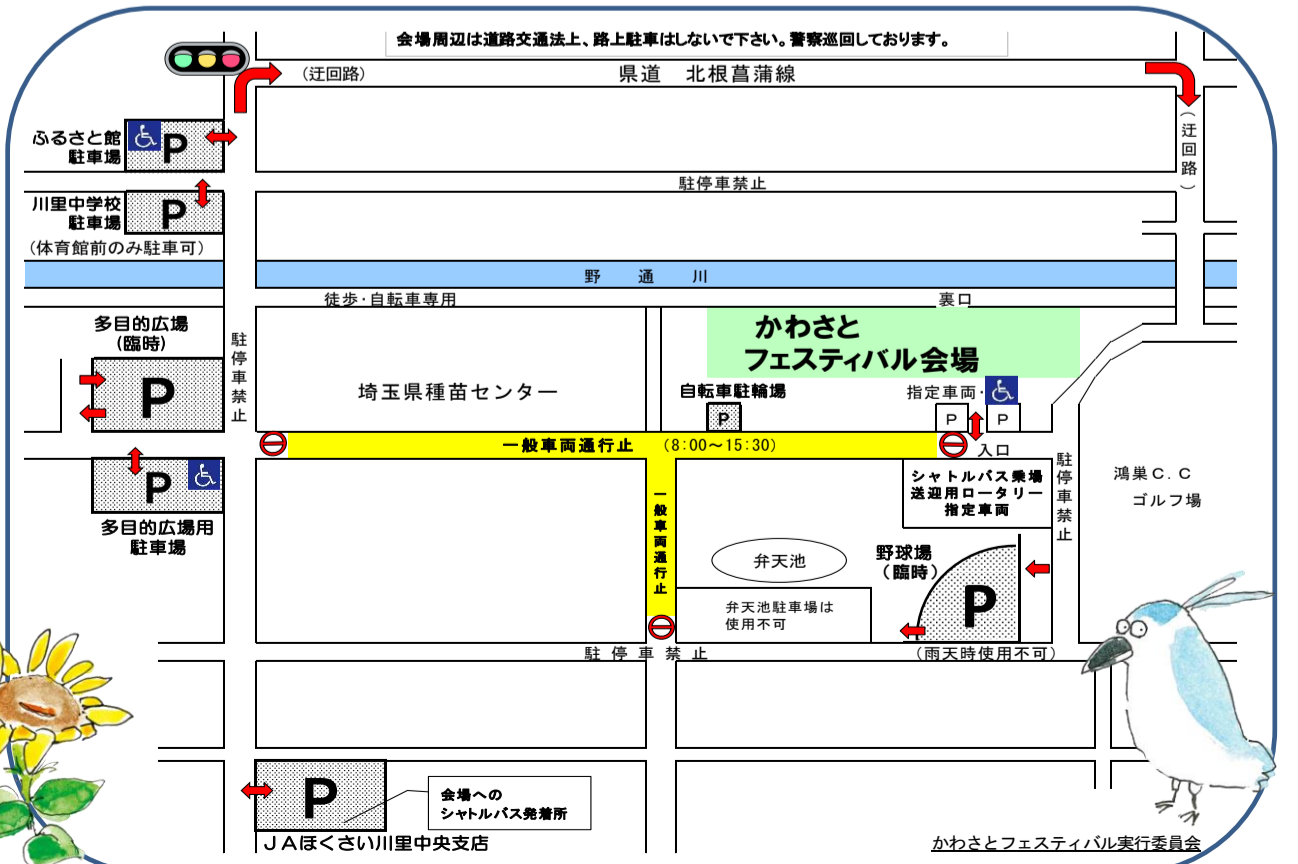 会場周辺は道路交通法上、路上駐車はしないで下さい。警察巡回しております。
(迂回路)
県道 北根菖蒲線
(迂回路)
ふるさと館
駐車場
P
駐停車禁止
川里中学校
駐車場
P
(体育館前のみ駐車可)
野 通 川
徒歩･自転車専用
裏口
多目的広場
(臨時)
P
駐停車禁止
埼玉県種苗センター
かわさと
フェスティバル会場
自転車駐輪場
P
指定車両･
P
P
一般車両通行止 (8:00～15:30)
入口
多目的広場用
駐車場
P
一般車両通行止
シャトルバス乗場
送迎用ロータリー
指定車両
駐停車禁止
鴻巣C.C
ゴルフ場
弁天池
野球場
(臨時)
P
弁天池駐車場は
使用不可
駐 停 車 禁 止
(雨天時使用不可)
P
会場への
シャトルバス発着所
JAほくさい川里中央支店
かわさとフェスティバル実行委員会